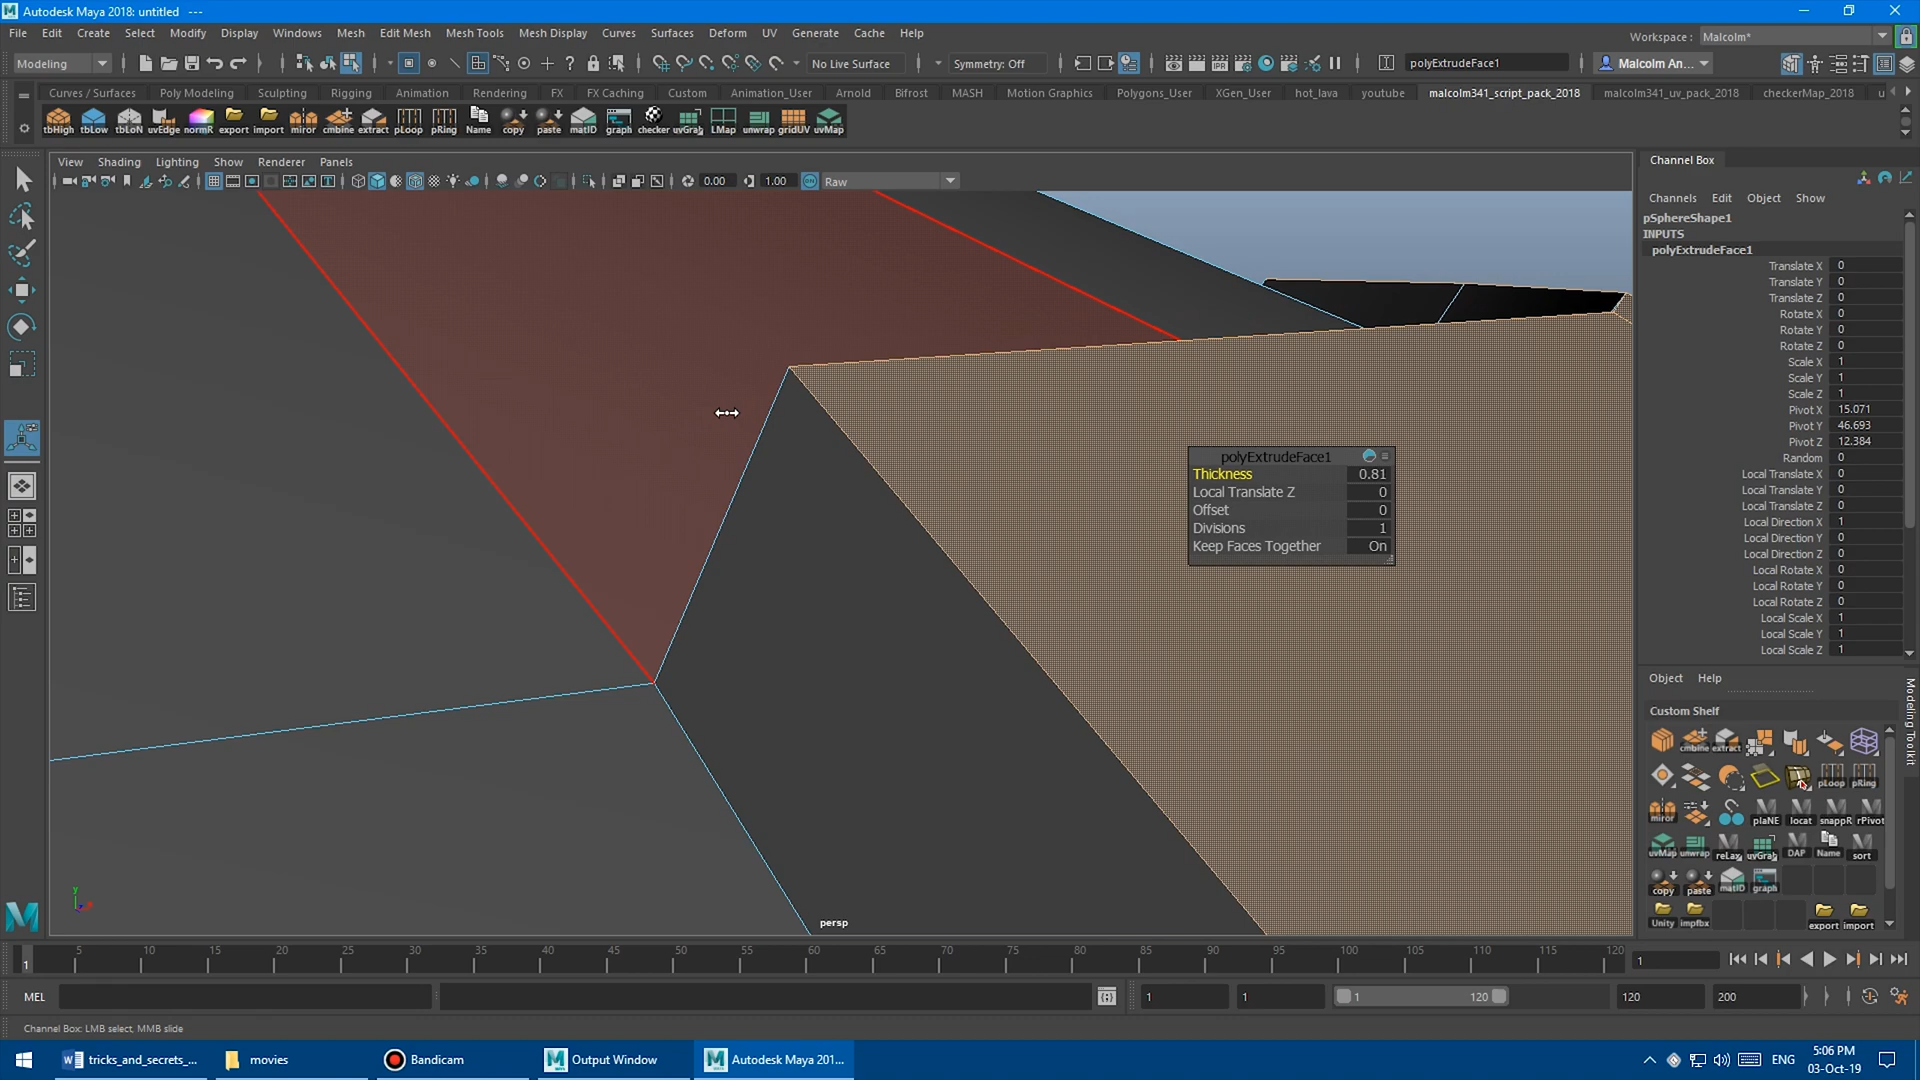 Autodesk Maya 2018: untitled ---
File Edit Create Select Modify Display Windows Mesh Edit Mesh Mesh Tools Mesh Display Curves Surfaces Deform UV Generate Cache Help
Workspace : Malcolm*
Modeling
No Live Surface
Symmetry: Off
polyExtrudeFace1
Malcolm An...
Curves / Surfaces Poly Modeling Sculpting Rigging Animation Rendering FX FX Caching Custom Animation_User Arnold Bifrost MASH Motion Graphics Polygons_User XGen_User hot_lava youtube malcolm341_script_pack_2018 malcolm341_uv_pack_2018 checkerMap_2018 u
tbHigh tbLow tbLoN uvEdge normR export import miror cmbine extract pLoop pRing Name copy paste matID graph checker uvGrab LMap unwrap gridUV uvMap
View Shading Lighting Show Renderer Panels
0.00 1.00 Raw
polyExtrudeFace1
Thickness 0.81
Local Translate Z 0
Offset 0
Divisions 1
Keep Faces Together On
y
persp
Channel Box
Channels Edit Object Show
pSphereShape1
INPUTS
polyExtrudeFace1
Translate X 0
Translate Y 0
Translate Z 0
Rotate X 0
Rotate Y 0
Rotate Z 0
Scale X 1
Scale Y 1
Scale Z 1
Pivot X 15.071
Pivot Y 46.693
Pivot Z 12.384
Random 0
Local Translate X 0
Local Translate Y 0
Local Translate Z 0
Local Direction X 1
Local Direction Y 0
Local Direction Z 0
Local Rotate X 0
Local Rotate Y 0
Local Rotate Z 0
Local Scale X 1
Local Scale Y 1
Local Scale Z 1
Object Help
Custom Shelf
cmbine extract
pLoop pRing
miror plaNE locat snappR rPivot
uvMap unwrap reLax uvGrab DAP Name sort
copy paste matID graph
Unity impfbx export import
Modeling Toolkit
5 10 15 20 25 30 35 40 45 50 55 60 65 70 75 80 85 90 95 100 105 110 115 120
1
1
MEL
1 1 1 120 120 200
Channel Box: LMB select, MMB slide
tricks_and_secrets_... movies Bandicam Output Window Autodesk Maya 201...
ENG
5:06 PM
03-Oct-19